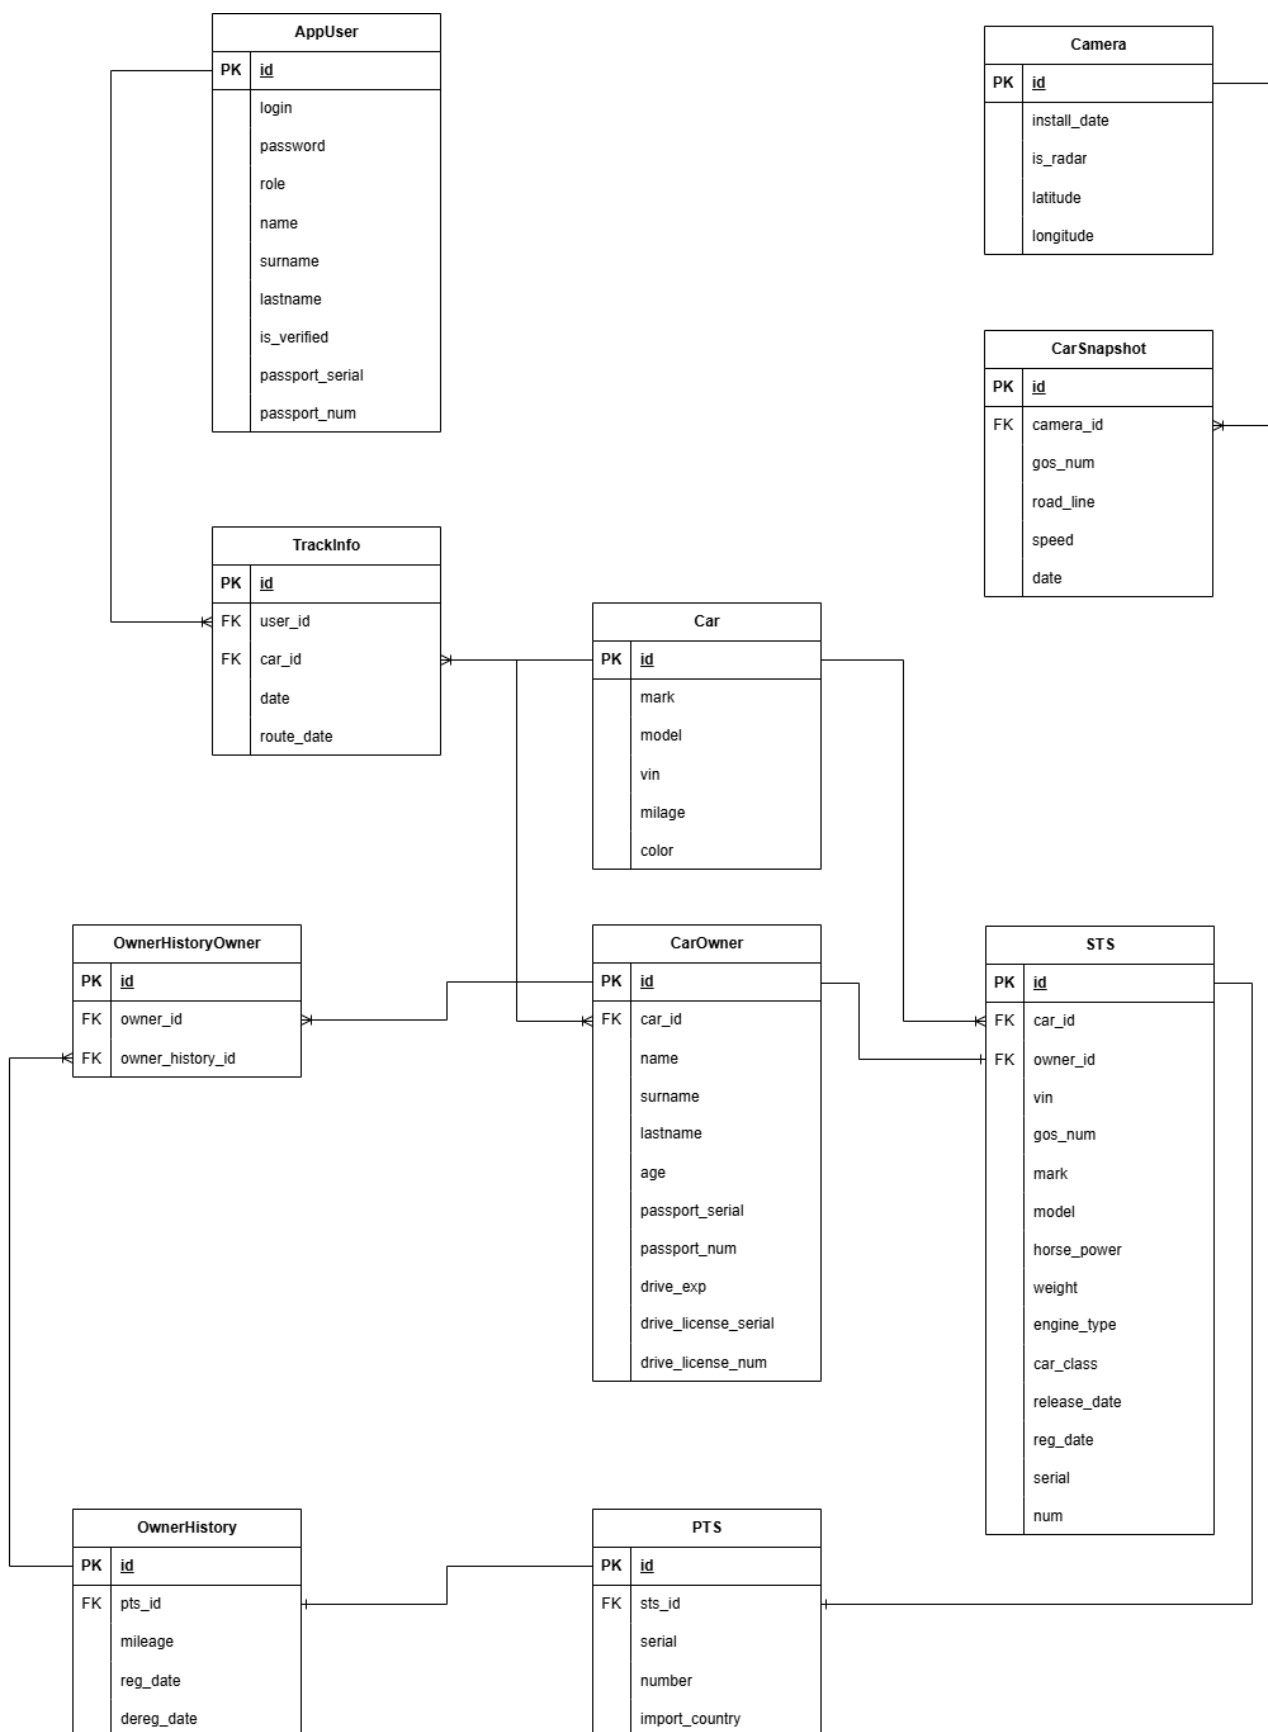 AppUser
PK id
login
password
role
name
surname
lastname
is_verified
passport_serial
passport_num
Camera
PK id
install_date
is_radar
latitude
longitude
CarSnapshot
PK id
FK camera_id
gos_num
road_line
speed
date
TrackInfo
PK id
FK user_id
FK car_id
date
route_date
Car
PK id
mark
model
vin
milage
color
OwnerHistoryOwner
PK id
FK owner_id
FK owner_history_id
CarOwner
PK id
FK car_id
name
surname
lastname
age
passport_serial
passport_num
drive_exp
drive_license_serial
drive_license_num
STS
PK id
FK car_id
FK owner_id
vin
gos_num
mark
model
horse_power
weight
engine_type
car_class
release_date
reg_date
serial
num
OwnerHistory
PK id
FK pts_id
mileage
reg_date
dereg_date
PTS
PK id
FK sts_id
serial
number
import_country